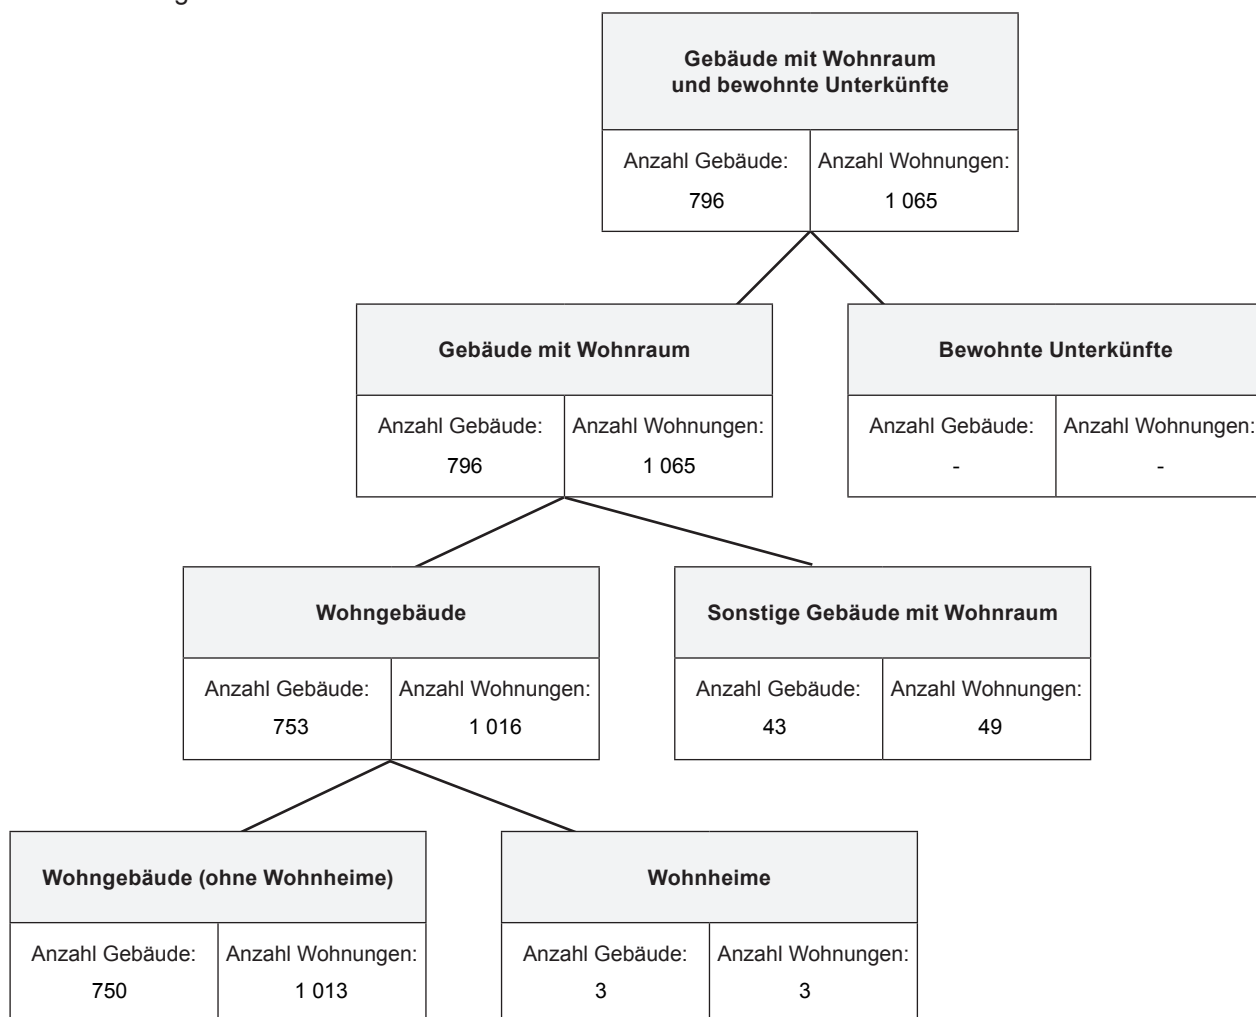 Gebäude mit Wohnraum
und bewohnte Unterkünfte
Anzahl Gebäude: Anzahl Wohnungen:
796 1 065
Gebäude mit Wohnraum
Anzahl Gebäude: Anzahl Wohnungen:
796 1 065
Bewohnte Unterkünfte
Anzahl Gebäude: Anzahl Wohnungen:
- -
Wohngebäude
Anzahl Gebäude: Anzahl Wohnungen:
753 1 016
Sonstige Gebäude mit Wohnraum
Anzahl Gebäude: Anzahl Wohnungen:
43 49
Wohngebäude (ohne Wohnheime)
Anzahl Gebäude: Anzahl Wohnungen:
750 1 013
Wohnheime
Anzahl Gebäude: Anzahl Wohnungen:
3 3